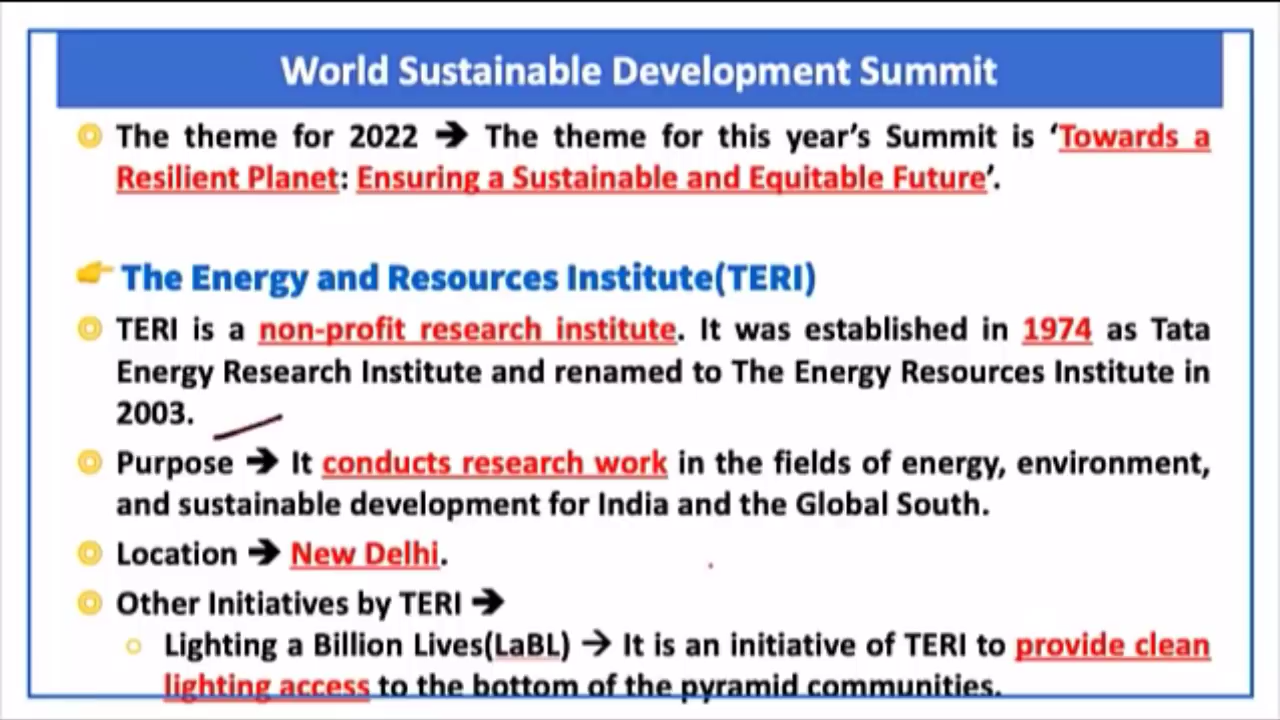 World Sustainable Development Summit
The theme for 2022 ➔ The theme for this year's Summit is 'Towards a
Resilient Planet: Ensuring a Sustainable and Equitable Future'.
The Energy and Resources Institute(TERI)
TERI is a non-profit research institute. It was established in 1974 as Tata
Energy Research Institute and renamed to The Energy Resources Institute in
2003.
Purpose ➔ It conducts research work in the fields of energy, environment,
and sustainable development for India and the Global South.
Location ➔ New Delhi.
Other Initiatives by TERI ➔
Lighting a Billion Lives(LaBL) → It is an initiative of TERI to provide clean
lighting access to the bottom of the pyramid communities.